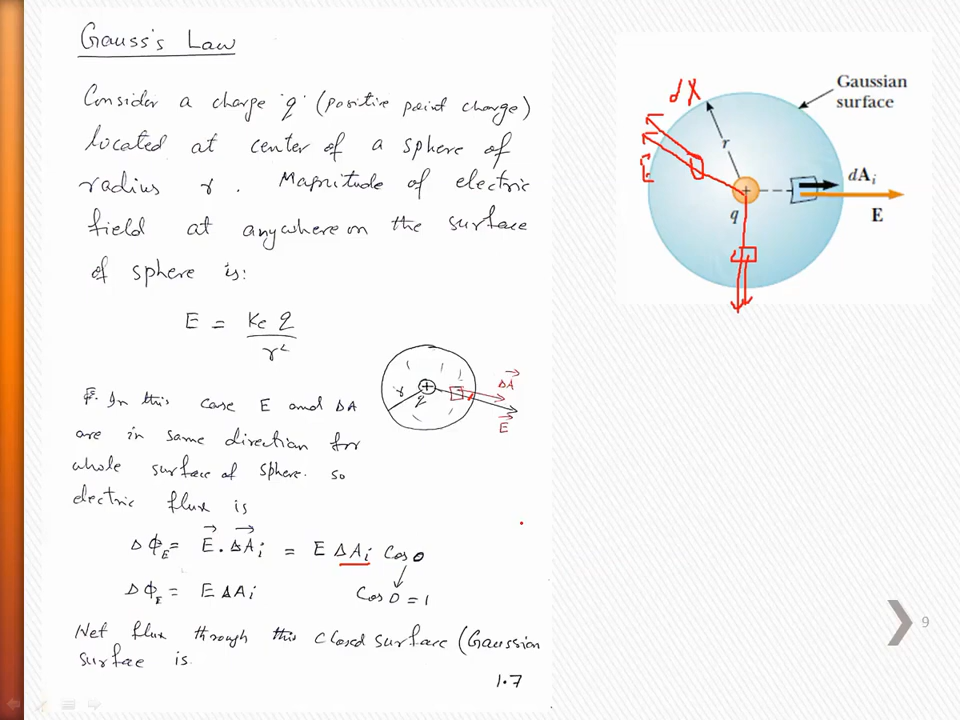 Gauss's Law
Consider a charge 'q' (positive point charge)
located at center of a sphere of
radius r. Magnitude of electric
field at anywhere on the surface
of sphere is:
E = Ke q / r²
r
q
ΔA
E
In this case E and ΔA
are in same direction for
whole surface of sphere. so
electric flux is
ΔΦE = E . ΔAi = E ΔAi Cos 0
ΔΦE = E ΔAi Cos 0 = 1
Net flux through this closed surface (Gaussian
surfae is
1.7
Gaussian
surface
r
dAi
E
q
E
9